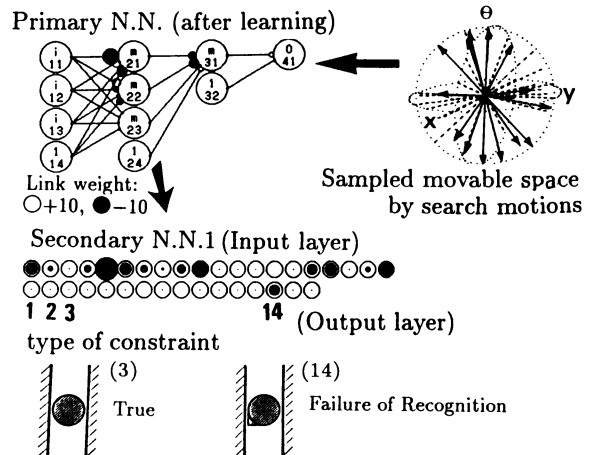 Primary N.N. (after learning)
θ
i 11
m 21
m 31
o 41
i 12
m 22
1 32
i 13
m 23
1 14
1 24
x
y
Link weight:
+10, −10
Sampled movable space
by search motions
Secondary N.N.1 (Input layer)
1 2 3 14
(Output layer)
type of constraint
(3)
(14)
True
Failure of Recognition